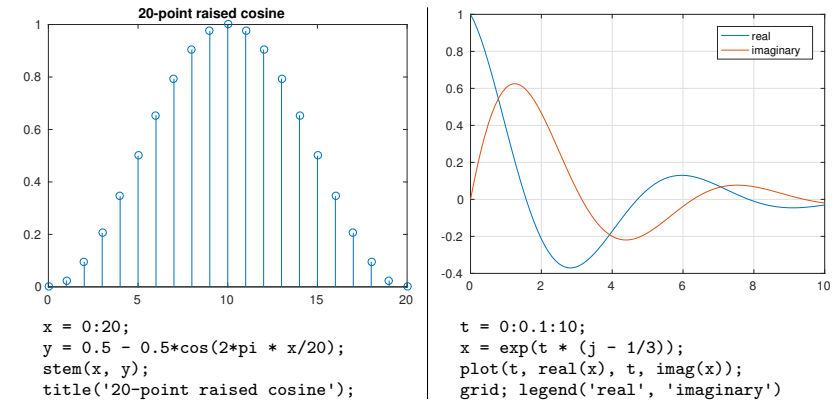 20-point raised cosine
1
0.8
0.6
0.4
0.2
0
0 5 10 15 20
x = 0:20;
y = 0.5 - 0.5*cos(2*pi * x/20);
stem(x, y);
title('20-point raised cosine');
1
0.8
0.6
0.4
0.2
0
-0.2
-0.4
0 2 4 6 8 10
real
imaginary
t = 0:0.1:10;
x = exp(t * (j - 1/3));
plot(t, real(x), t, imag(x));
grid; legend('real', 'imaginary')